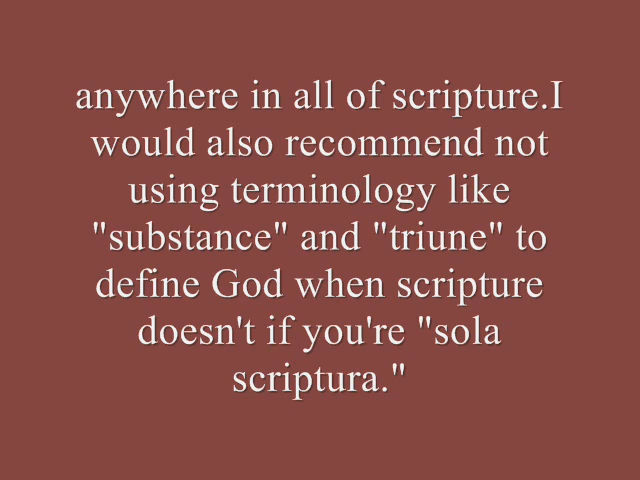 anywhere in all of scripture.I
would also recommend not
using terminology like
"substance" and "triune" to
define God when scripture
doesn't if you're "sola
scriptura."